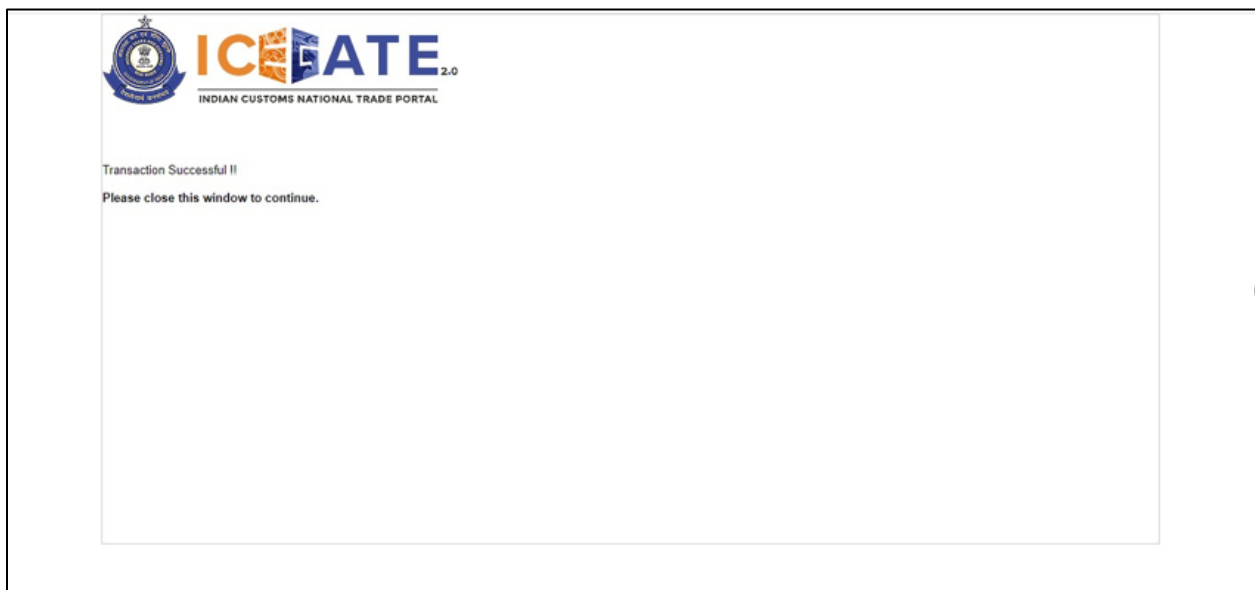 ICEGATE 2.0
INDIAN CUSTOMS NATIONAL TRADE PORTAL
Transaction Successful !!
Please close this window to continue.